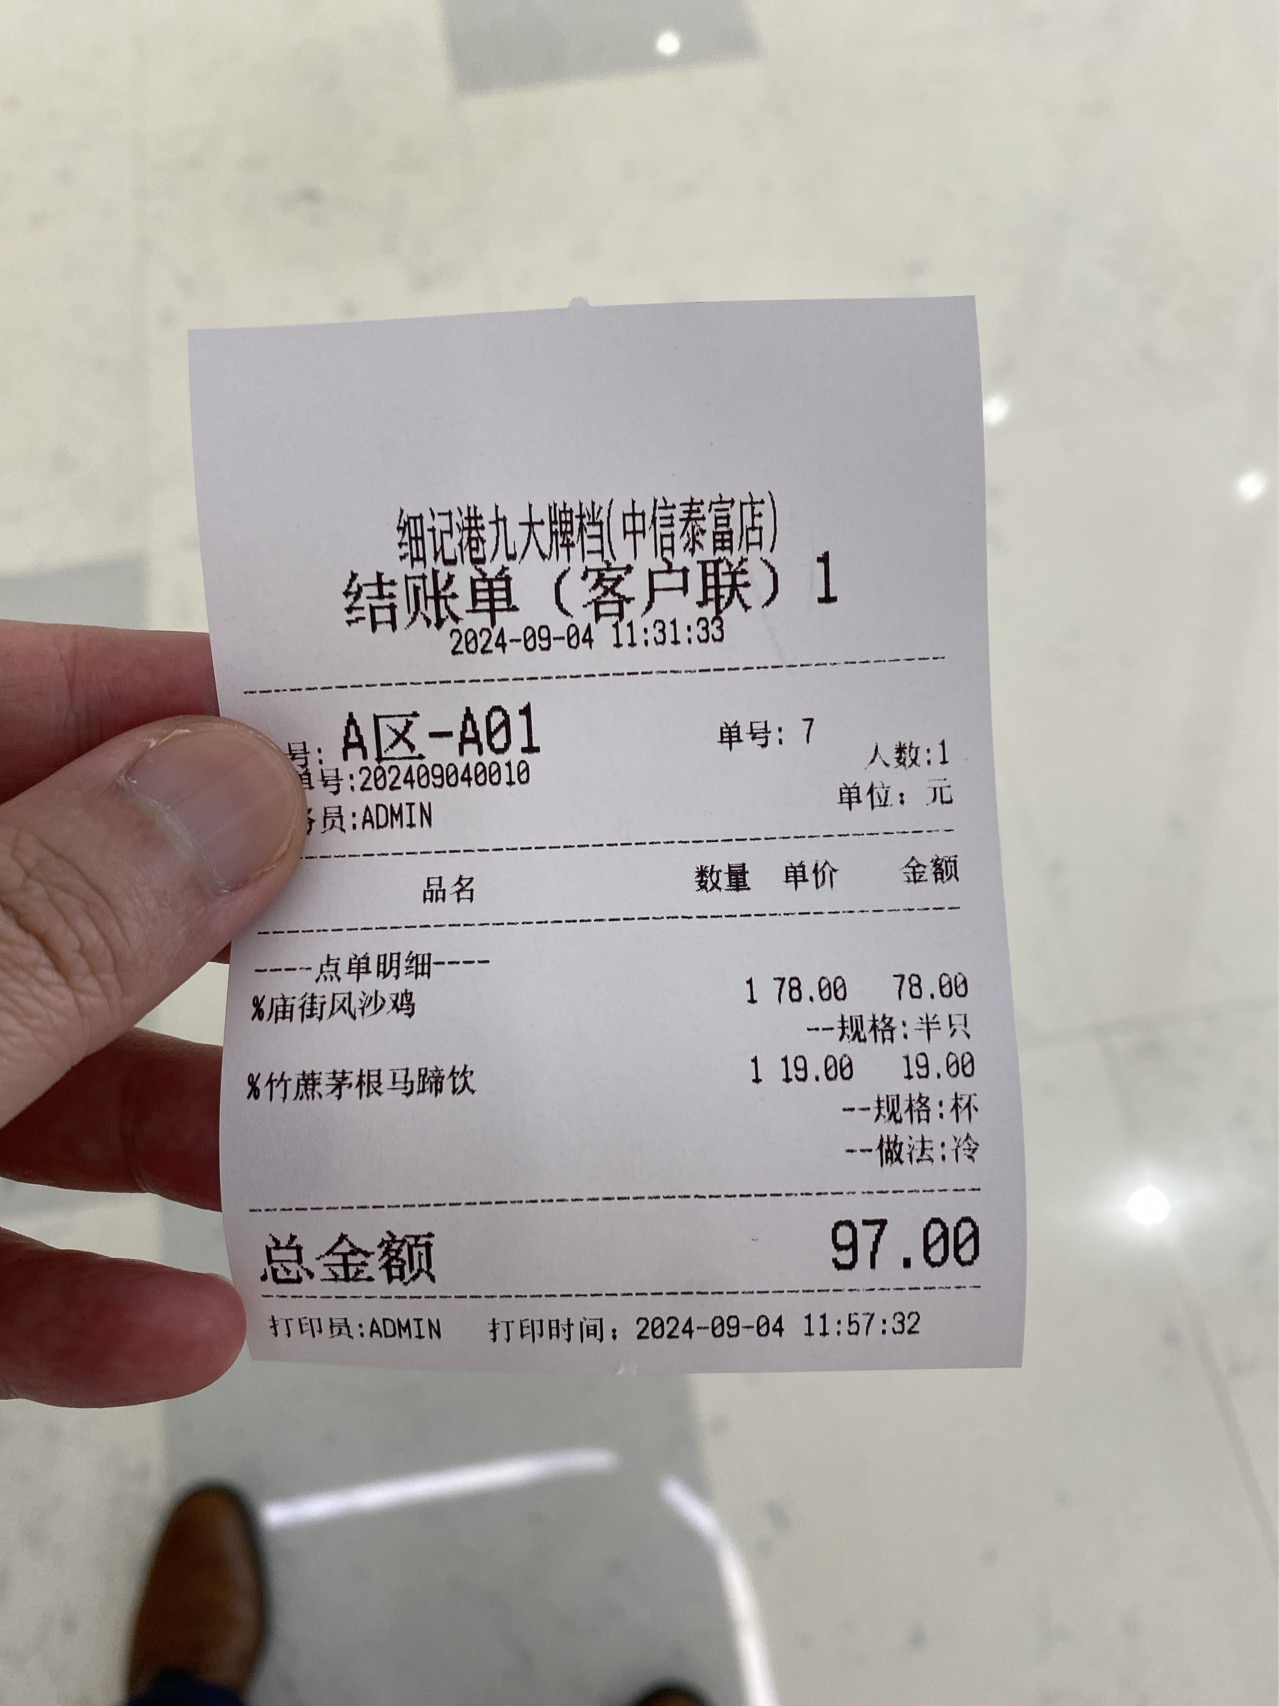 细记港九大牌档(中信泰富店)
结账单（客户联）1
2024-09-04 11:31:33
号: A区-A01 单号: 7
单号:202409040010 人数:1
务员:ADMIN 单位: 元
品名 数量 单价 金额
----点单明细----
%庙街风沙鸡 1 78.00 78.00
--规格:半只
%竹蔗茅根马蹄饮 1 19.00 19.00
--规格:杯
--做法:冷
总金额 97.00
打印员:ADMIN 打印时间: 2024-09-04 11:57:32